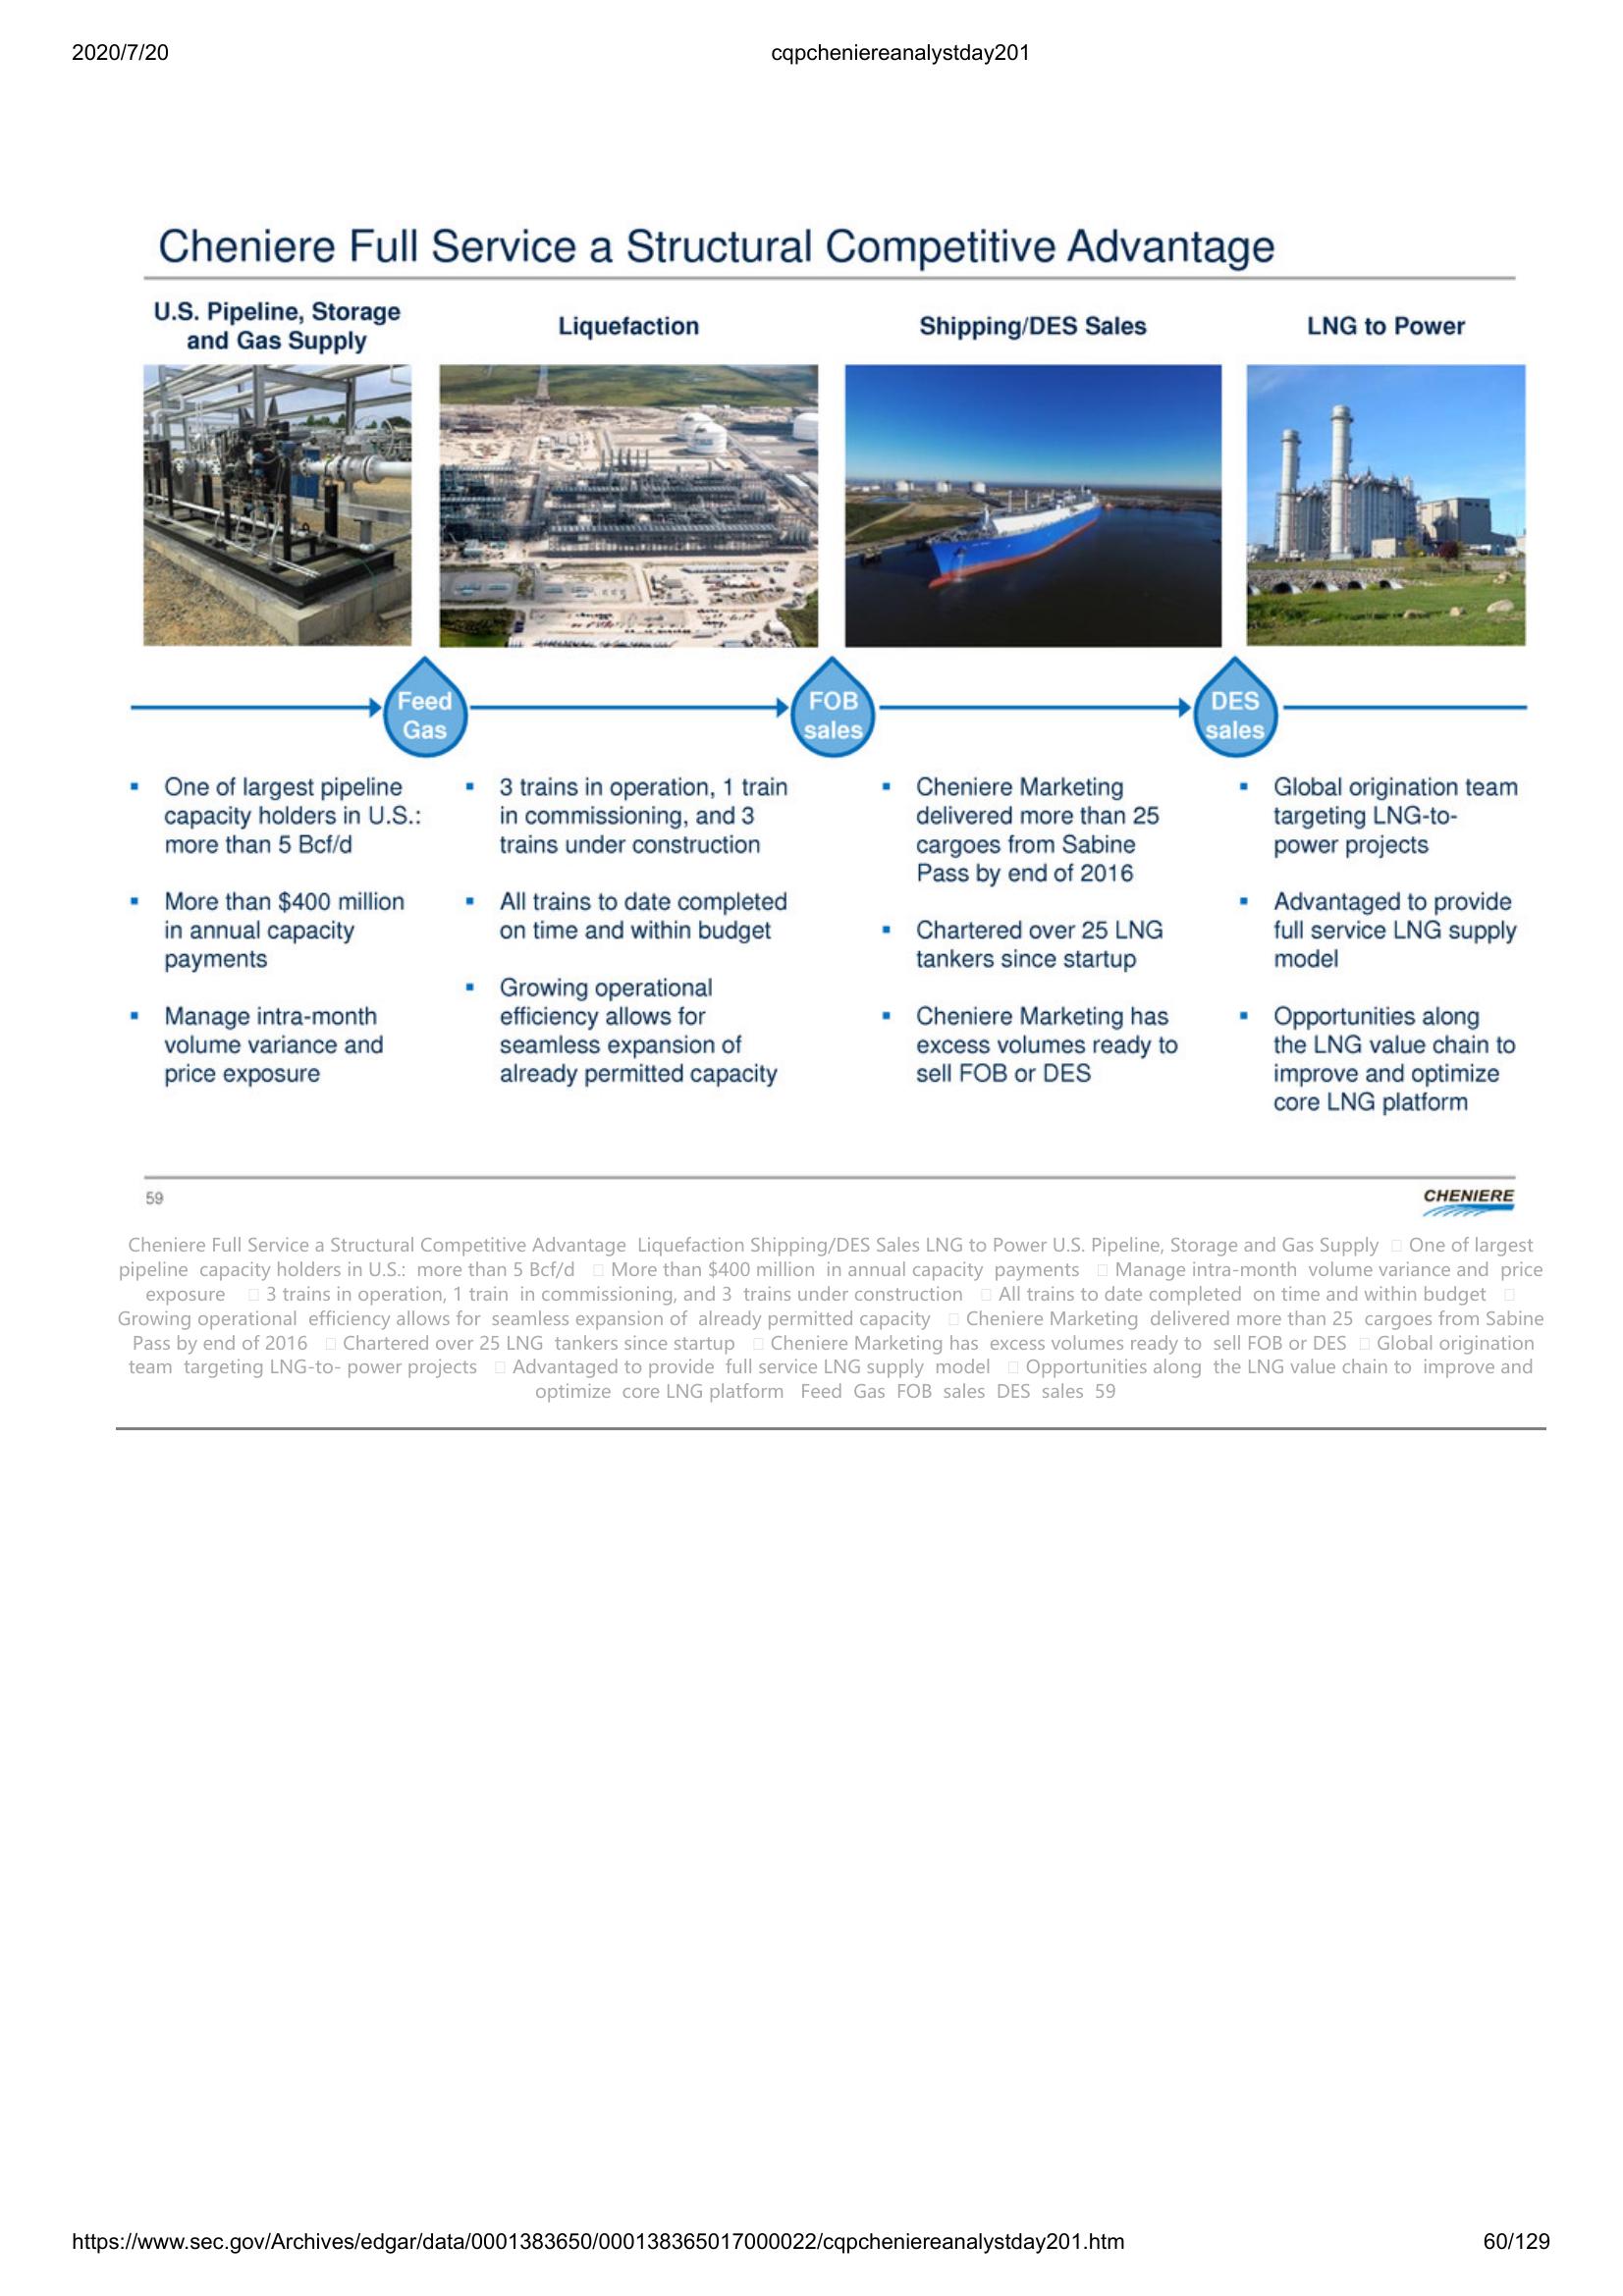 2020/7/20
cqpcheniereanalystday201
Cheniere Full Service a Structural Competitive Advantage
U.S. Pipeline, Storage
and Gas Supply
Liquefaction
Shipping/DES Sales
LNG to Power
Feed
Gas
FOB
sales
DES
sales
▪ One of largest pipeline
capacity holders in U.S.:
more than 5 Bcf/d
▪ More than $400 million
in annual capacity
payments
▪ Manage intra-month
volume variance and
price exposure
▪ 3 trains in operation, 1 train
in commissioning, and 3
trains under construction
▪ All trains to date completed
on time and within budget
▪ Growing operational
efficiency allows for
seamless expansion of
already permitted capacity
▪ Cheniere Marketing
delivered more than 25
cargoes from Sabine
Pass by end of 2016
▪ Chartered over 25 LNG
tankers since startup
▪ Cheniere Marketing has
excess volumes ready to
sell FOB or DES
▪ Global origination team
targeting LNG-to-
power projects
▪ Advantaged to provide
full service LNG supply
model
▪ Opportunities along
the LNG value chain to
improve and optimize
core LNG platform
59
CHENIERE
Cheniere Full Service a Structural Competitive Advantage Liquefaction Shipping/DES Sales LNG to Power U.S. Pipeline, Storage and Gas Supply □ One of largest
pipeline capacity holders in U.S.: more than 5 Bcf/d □ More than $400 million in annual capacity payments □ Manage intra-month volume variance and price
exposure □ 3 trains in operation, 1 train in commissioning, and 3 trains under construction □ All trains to date completed on time and within budget □
Growing operational efficiency allows for seamless expansion of already permitted capacity □ Cheniere Marketing delivered more than 25 cargoes from Sabine
Pass by end of 2016 □ Chartered over 25 LNG tankers since startup □ Cheniere Marketing has excess volumes ready to sell FOB or DES □ Global origination
team targeting LNG-to- power projects □ Advantaged to provide full service LNG supply model □ Opportunities along the LNG value chain to improve and
optimize core LNG platform Feed Gas FOB sales DES sales 59
https://www.sec.gov/Archives/edgar/data/0001383650/000138365017000022/cqpcheniereanalystday201.htm
60/129